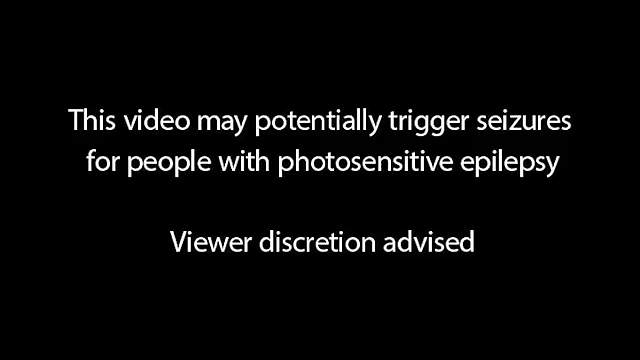 This video may potentially trigger seizures
for people with photosensitive epilepsy
Viewer discretion advised